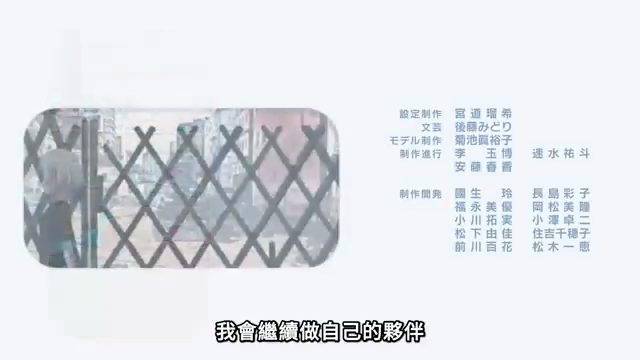 設定制作 宮道瑠希
文芸 後藤みどり
モデル制作 菊池眞裕子
制作進行 李 玉博 速水祐斗
安藤春香
制作開発 國生 玲 長島彩子
福永美優 岡松美瞳
小川拓実 小澤卓二
松下由佳 住吉千穂子
前川百花 松木一恵
我會繼續做自己的夥伴